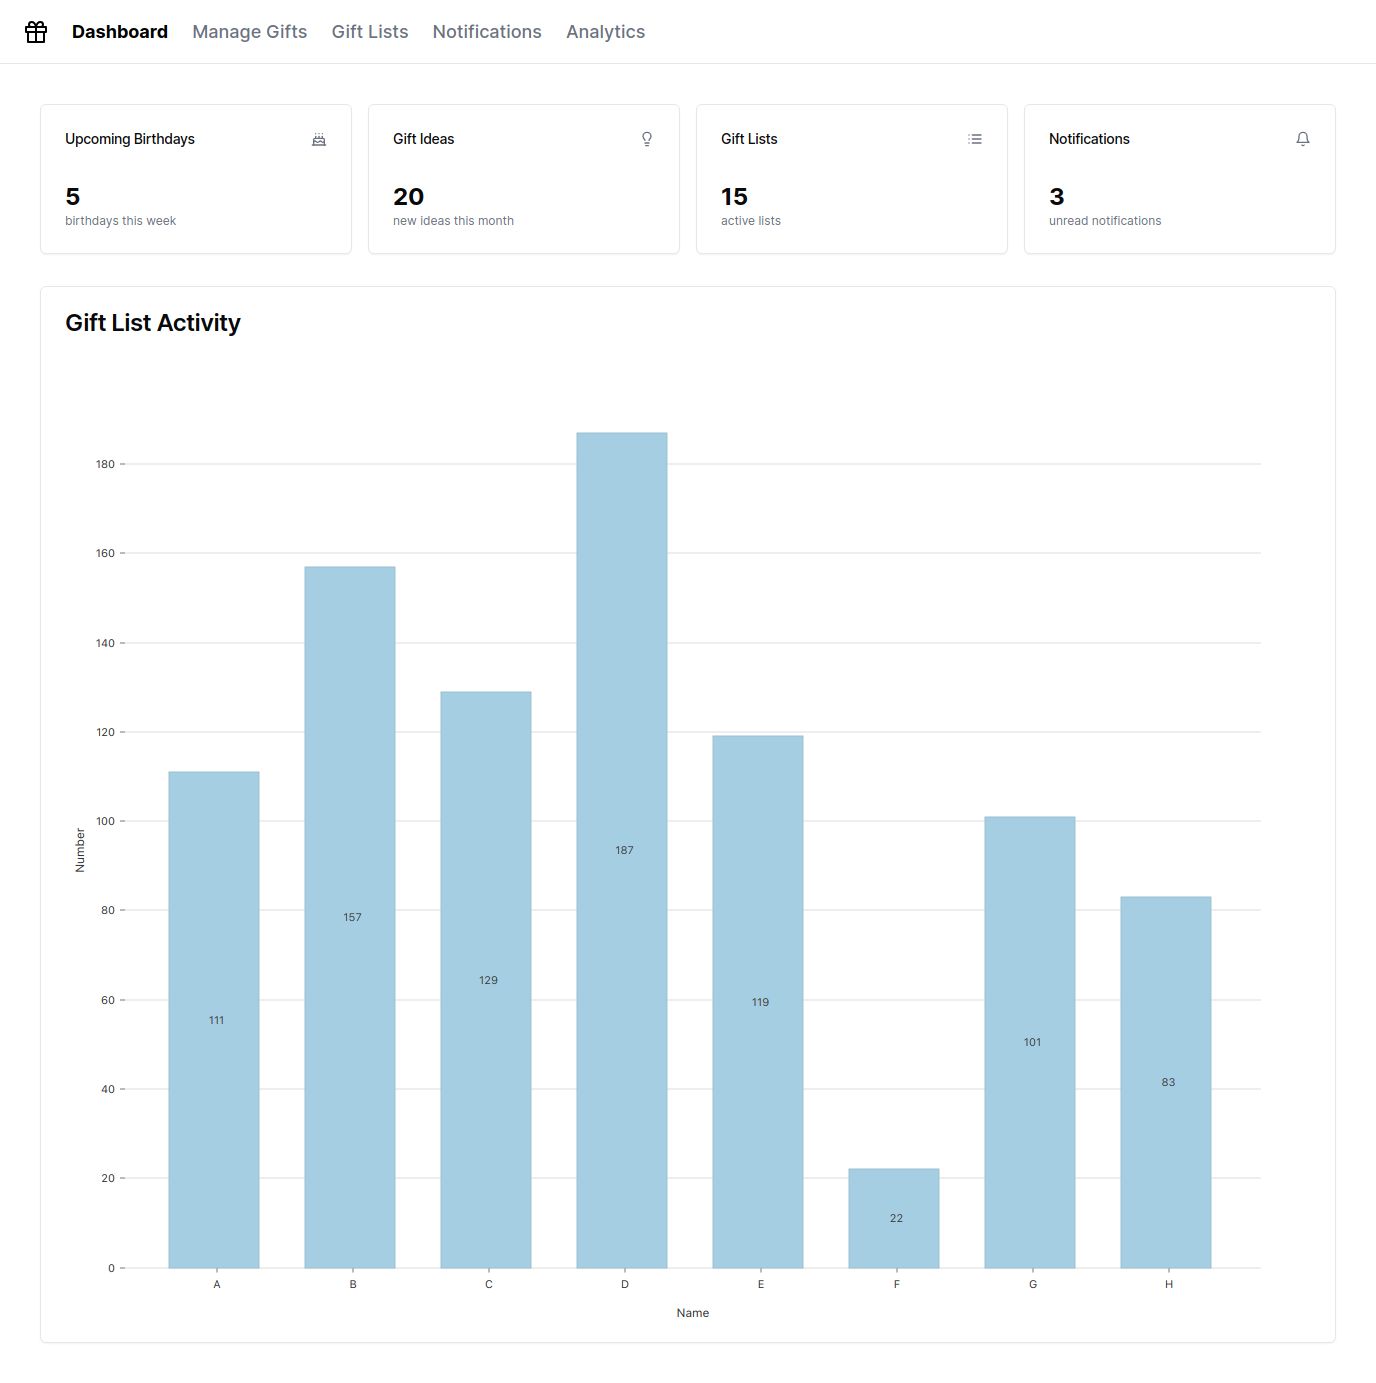 Dashboard Manage Gifts Gift Lists Notifications Analytics
Upcoming Birthdays
5
birthdays this week
Gift Ideas
20
new ideas this month
Gift Lists
15
active lists
Notifications
3
unread notifications
Gift List Activity
180
160
140
120
100
80
60
40
20
0
Number
111
157
129
187
119
22
101
83
A B C D E F G H
Name